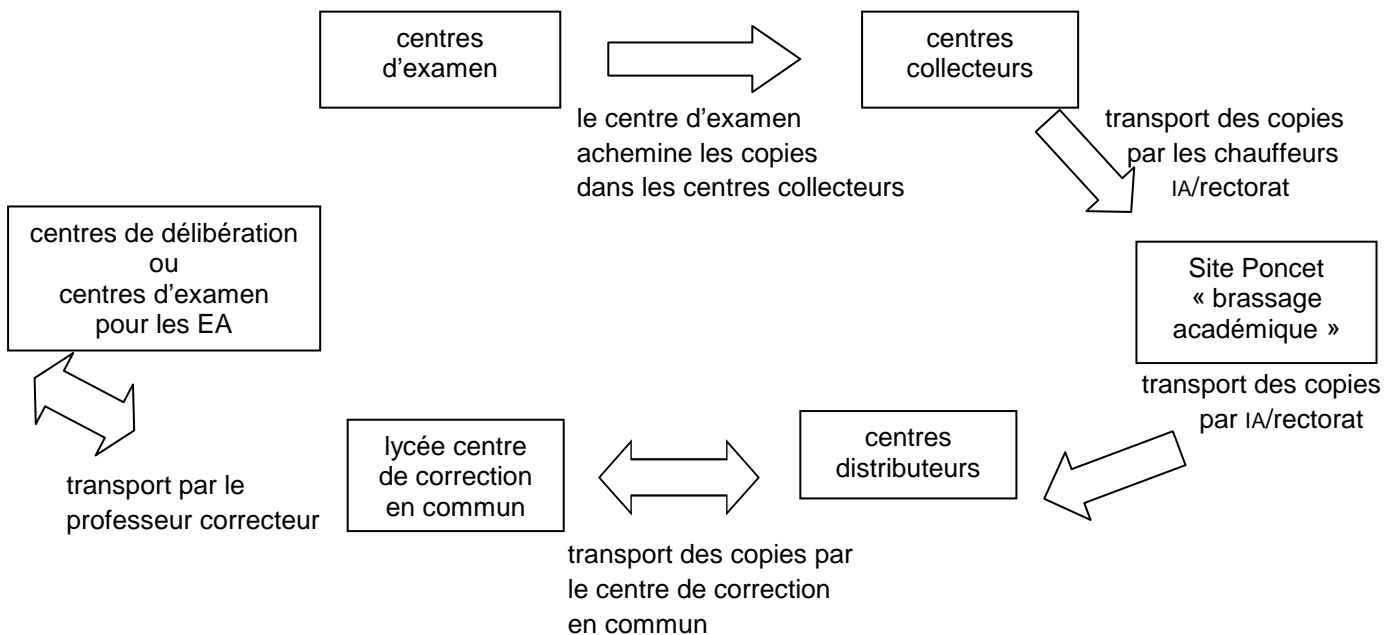 centres
d'examen
centres
collecteurs
le centre d'examen
achemine les copies
dans les centres collecteurs
transport des copies
par les chauffeurs
IA/rectorat
centres de délibération
ou
centres d'examen
pour les EA
Site Poncet
« brassage
académique »
transport des copies
par IA/rectorat
lycée centre
de correction
en commun
centres
distributeurs
transport par le
professeur correcteur
transport des copies par
le centre de correction
en commun